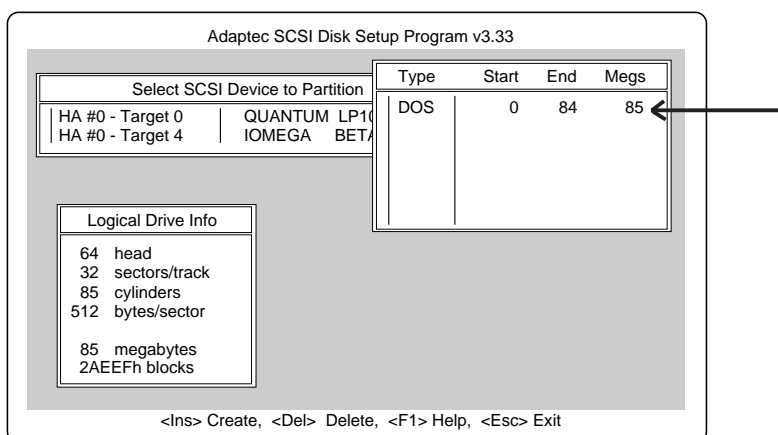 Adaptec SCSI Disk Setup Program v3.33
Select SCSI Device to Partition
HA #0 - Target 0 QUANTUM LP10
HA #0 - Target 4 IOMEGA BETA
Type Start End Megs
DOS 0 84 85
Logical Drive Info
64 head
32 sectors/track
85 cylinders
512 bytes/sector
85 megabytes
2AEEFh blocks
<Ins> Create, <Del> Delete, <F1> Help, <Esc> Exit